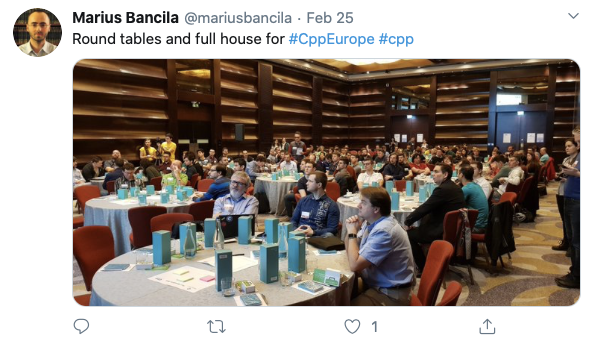 Marius Bancila @mariusbancila · Feb 25
Round tables and full house for #CppEurope #cpp
1